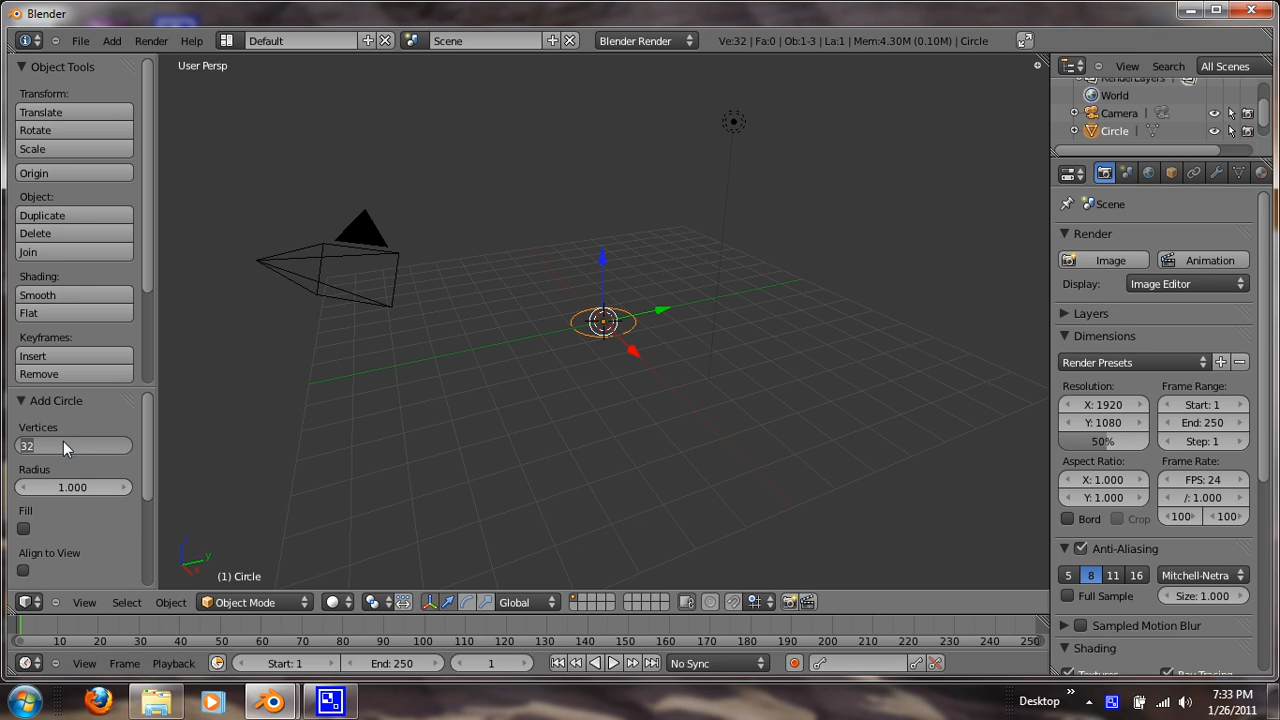 Blender
File Add Render Help Default Scene Blender Render Ve:32 | Fa:0 | Ob:1-3 | La:1 | Mem:4.30M (0.10M) | Circle
Object Tools
Transform:
Translate
Rotate
Scale
Origin
Object:
Duplicate
Delete
Join
Shading:
Smooth
Flat
Keyframes:
Insert
Remove
Add Circle
Vertices
32
Radius
1.000
Fill
Align to View
User Persp
y
(1) Circle
View Select Object Object Mode Global
10 20 30 40 50 60 70 80 90 100 110 120 130 140 150 160 170 180 190 200 210 220 230 240 250
View Frame Playback Start: 1 End: 250 1 No Sync
View Search All Scenes
RenderLayers
World
Camera
Circle
Scene
Render
Image Animation
Display: Image Editor
Layers
Dimensions
Render Presets
Resolution: Frame Range:
X: 1920 Start: 1
Y: 1080 End: 250
50% Step: 1
Aspect Ratio: Frame Rate:
X: 1.000 FPS: 24
Y: 1.000 /: 1.000
Bord Crop 100 100
Anti-Aliasing
5 8 11 16 Mitchell-Netra
Full Sample Size: 1.000
Sampled Motion Blur
Shading
Textures Ray Tracing
Desktop 7:33 PM
1/26/2011